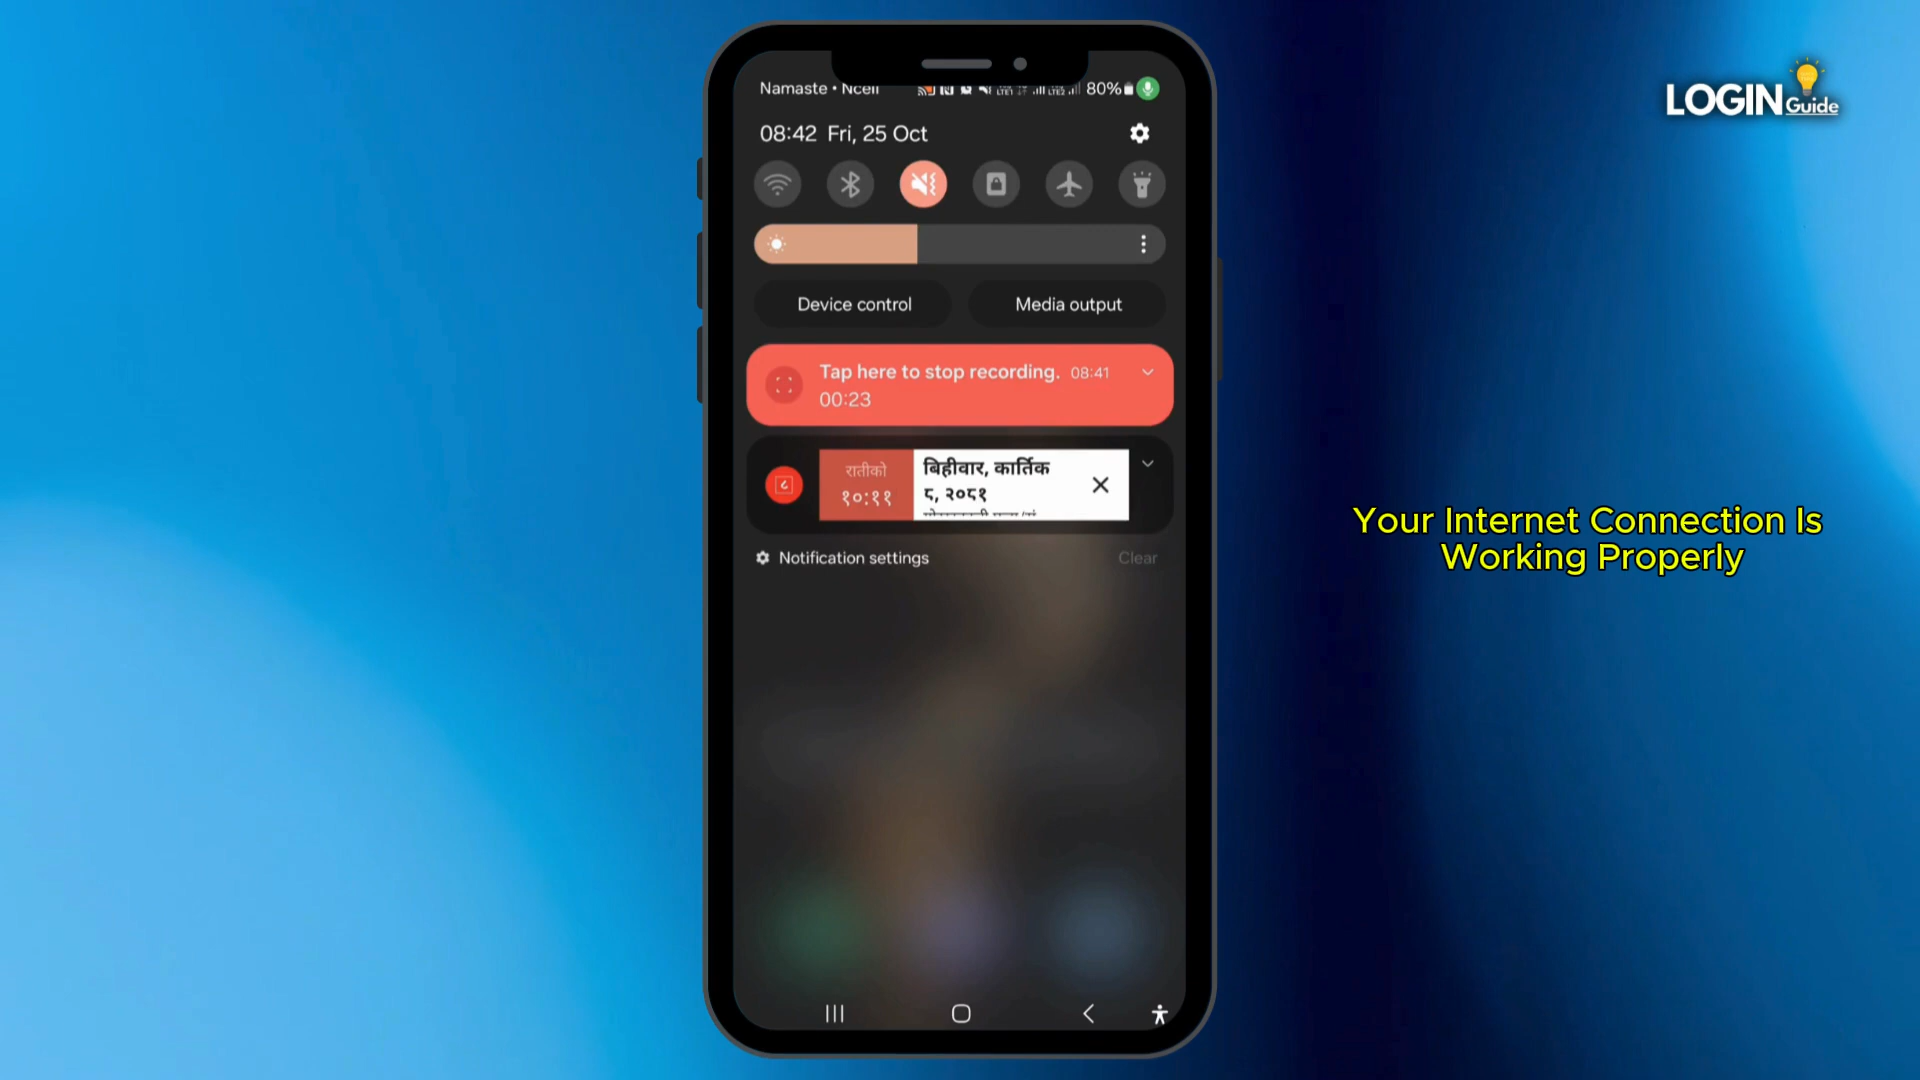 Namaste • Ncell
80%
LOGIN Guide
08:42 Fri, 25 Oct
Device control
Media output
Tap here to stop recording. 08:41
00:23
रातीको
१०:११
बिहीवार, कार्तिक
८, २०८१
Your Internet Connection Is
Working Properly
Notification settings
Clear